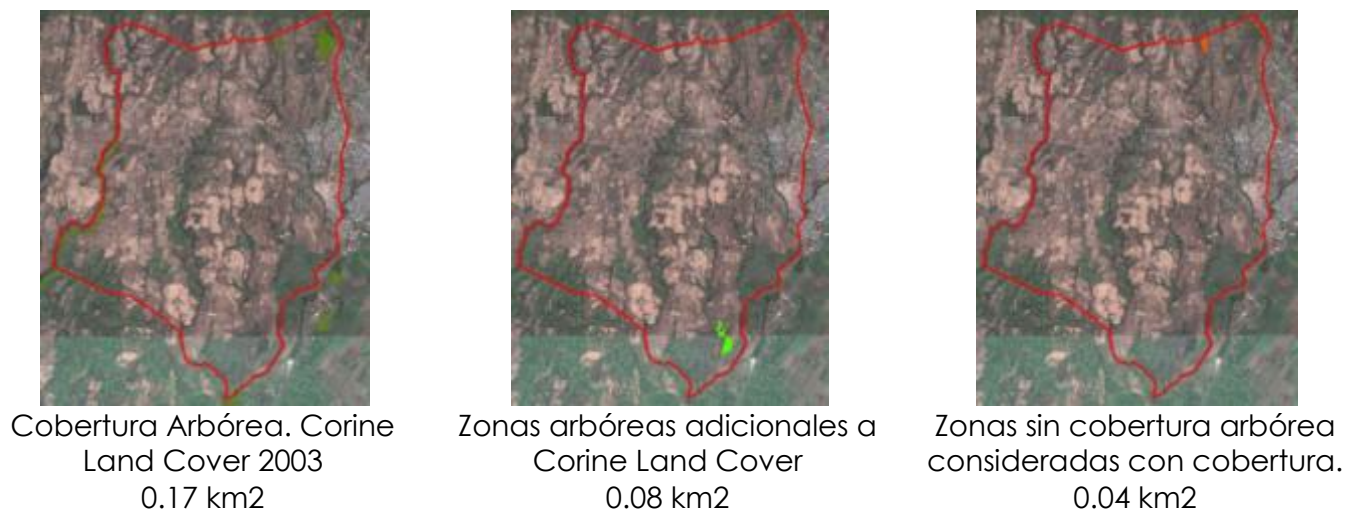 Cobertura Arbórea. Corine
Land Cover 2003
0.17 km2
Zonas arbóreas adicionales a
Corine Land Cover
0.08 km2
Zonas sin cobertura arbórea
consideradas con cobertura.
0.04 km2